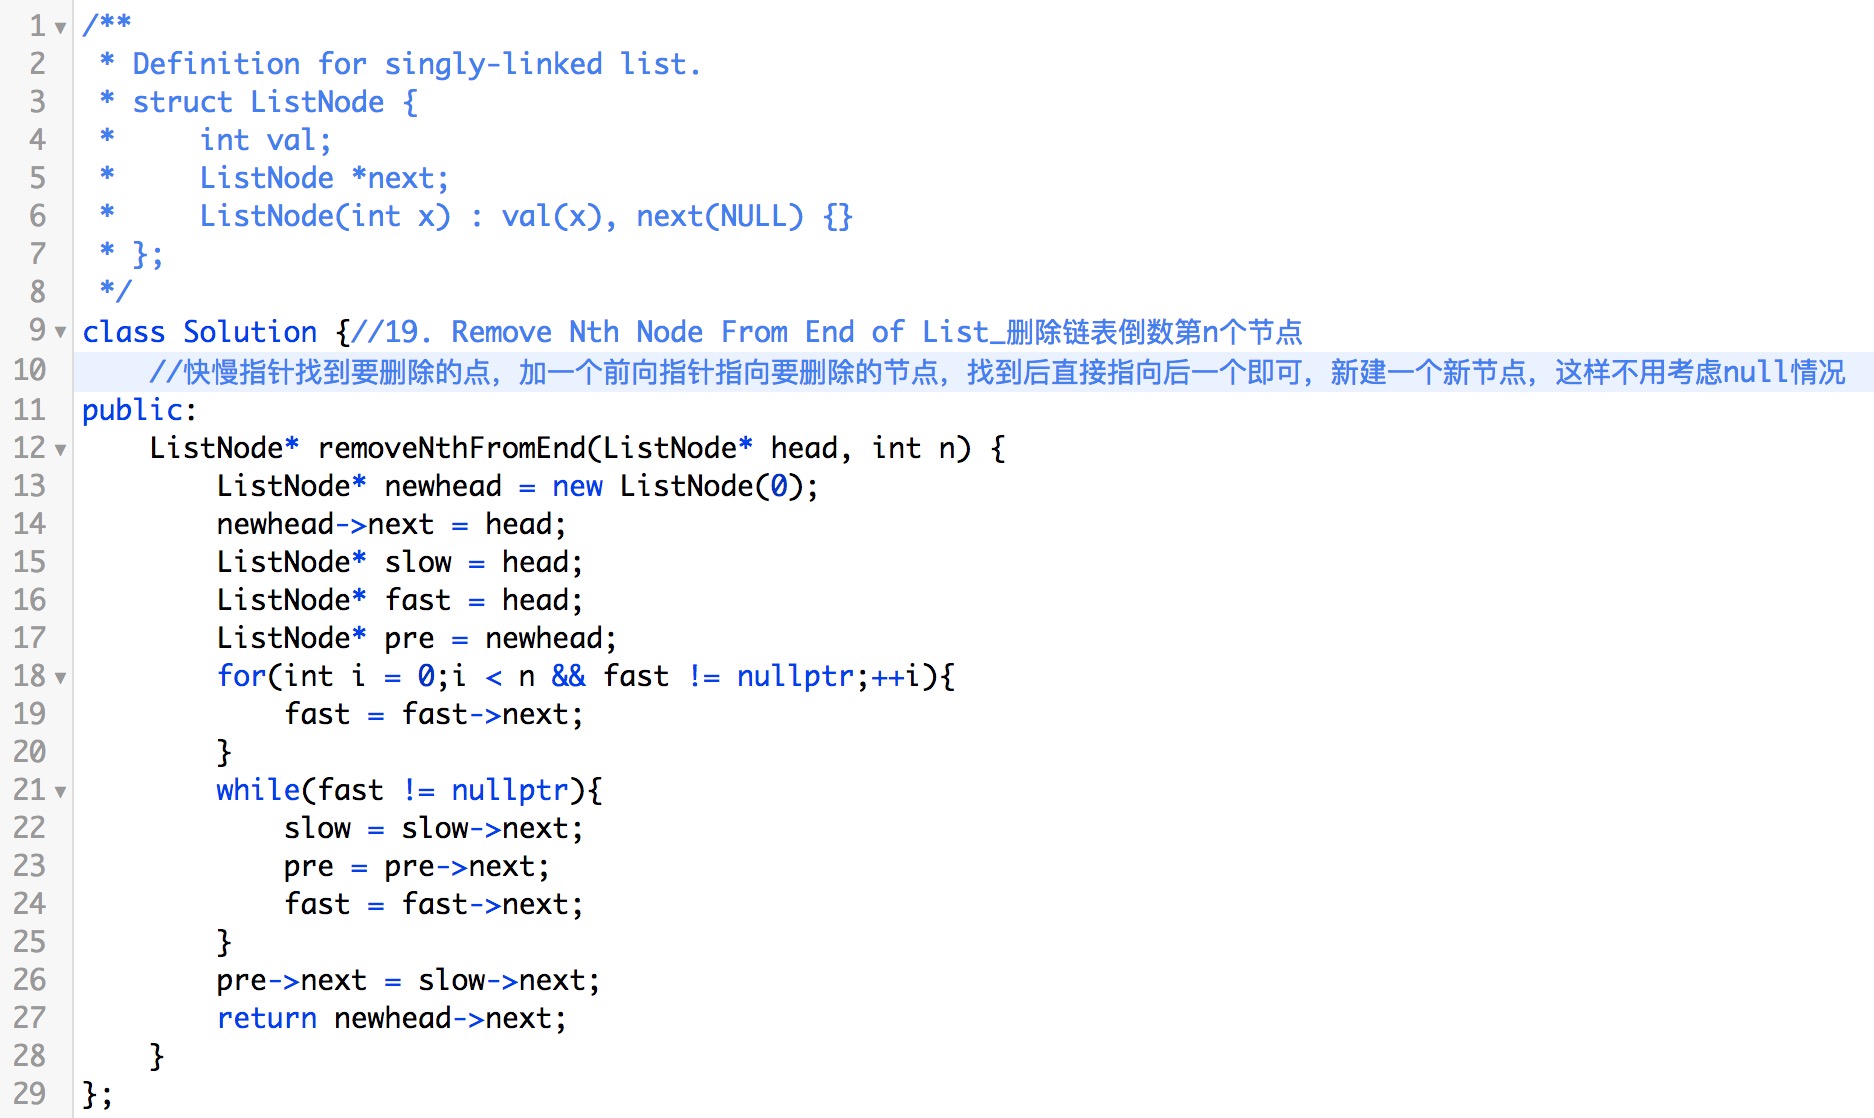 1 /**
2  * Definition for singly-linked list.
3  * struct ListNode {
4  *     int val;
5  *     ListNode *next;
6  *     ListNode(int x) : val(x), next(NULL) {}
7  * };
8  */
9 class Solution {//19. Remove Nth Node From End of List_删除链表倒数第n个节点
10     //快慢指针找到要删除的点，加一个前向指针指向要删除的节点，找到后直接指向后一个即可，新建一个新节点，这样不用考虑null情况
11 public:
12     ListNode* removeNthFromEnd(ListNode* head, int n) {
13         ListNode* newhead = new ListNode(0);
14         newhead->next = head;
15         ListNode* slow = head;
16         ListNode* fast = head;
17         ListNode* pre = newhead;
18         for(int i = 0;i < n && fast != nullptr;++i){
19             fast = fast->next;
20         }
21         while(fast != nullptr){
22             slow = slow->next;
23             pre = pre->next;
24             fast = fast->next;
25         }
26         pre->next = slow->next;
27         return newhead->next;
28     }
29 };